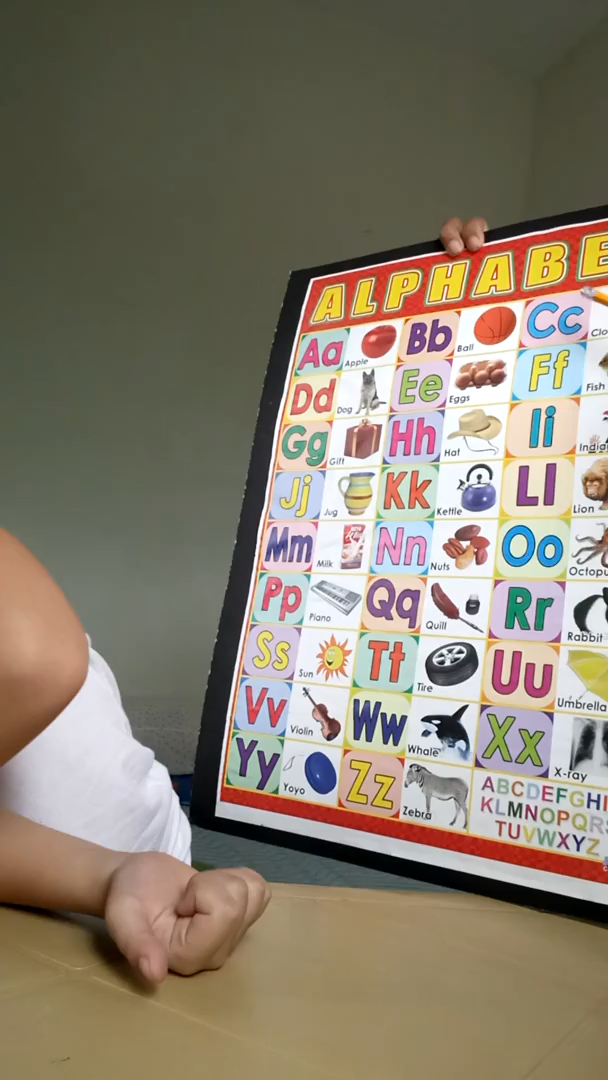 ALPHABE
Aa Apple Bb Ball Cc Clo
Dd Dog Ee Eggs Ff Fish
Gg Gift Hh Hat Ii India
Jj Jug Kk Kettle Ll Lion
Mm Milk Nn Nuts Oo Octopu
Pp Piano Qq Quill Rr Rabbit
Ss Sun Tt Tire Uu Umbrella
Vv Violin Ww Whale Xx X-ray
Yy Yoyo Zz Zebra
ABCDEFGHI
KLMNOPQRS
TUVWXYZ